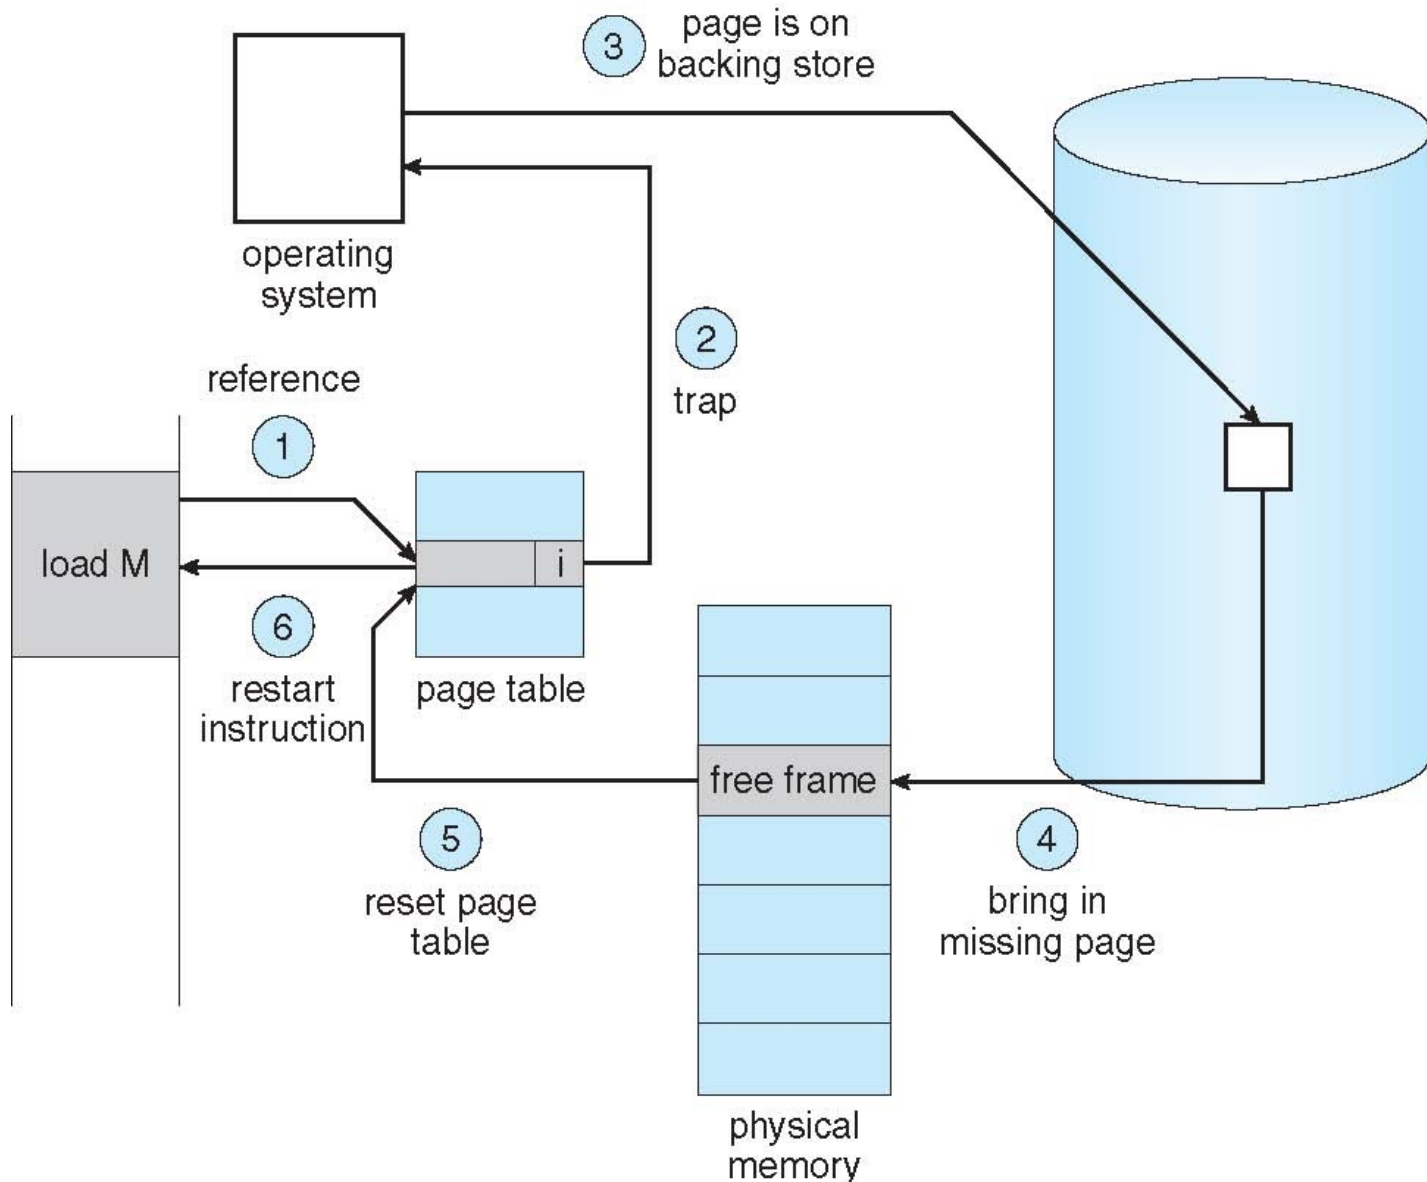 3
page is on
backing store
operating
system
2
trap
reference
1
load M
i
6
restart
instruction
page table
free frame
5
reset page
table
4
bring in
missing page
physical
memory